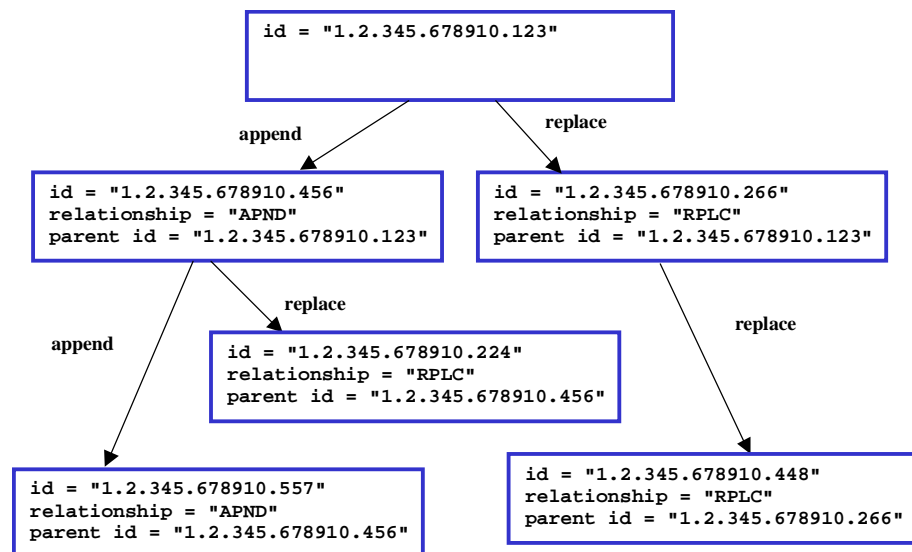 id = "1.2.345.678910.123"
append
replace
id = "1.2.345.678910.456"
relationship = "APND"
parent id = "1.2.345.678910.123"
id = "1.2.345.678910.266"
relationship = "RPLC"
parent id = "1.2.345.678910.123"
append
replace
replace
id = "1.2.345.678910.224"
relationship = "RPLC"
parent id = "1.2.345.678910.456"
id = "1.2.345.678910.557"
relationship = "APND"
parent id = "1.2.345.678910.456"
id = "1.2.345.678910.448"
relationship = "RPLC"
parent id = "1.2.345.678910.266"